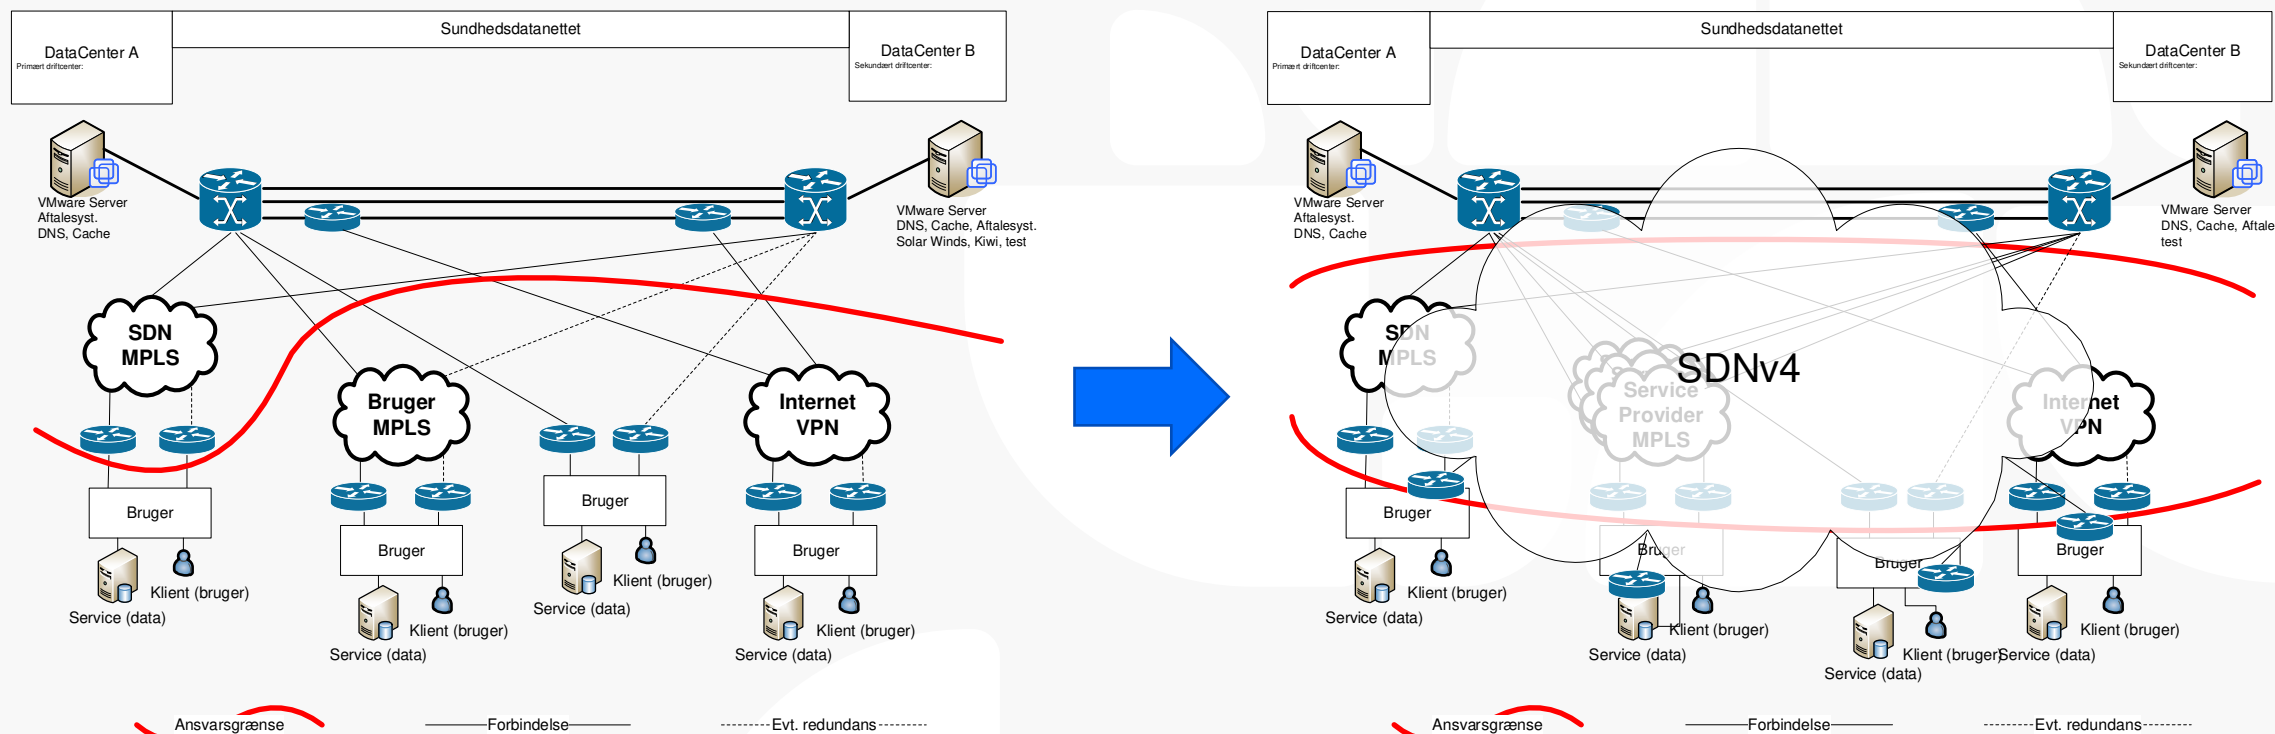 Sundhedsdatanettet
DataCenter A
Primært driftcenter:
DataCenter B
Sekundært driftcenter:
VMware Server
Aftalesyst.
DNS, Cache
VMware Server
DNS, Cache, Aftalesyst.
Solar Winds, Kiwi, test
SDN
MPLS
Bruger
MPLS
Internet
VPN
Bruger
Bruger
Bruger
Bruger
Klient (bruger)
Service (data)
Klient (bruger)
Service (data)
Klient (bruger)
Service (data)
Klient (bruger)
Service (data)
Ansvarsgrænse
Forbindelse
Evt. redundans
Sundhedsdatanettet
DataCenter A
Primært driftcenter:
DataCenter B
Sekundært driftcenter:
VMware Server
Aftalesyst.
DNS, Cache
VMware Server
DNS, Cache, Aftale
test
SDN
MPLS
SDNv4
Service
Provider
MPLS
Internet
VPN
Bruger
Bruger
Bruger
Bruger
Klient (bruger)
Service (data)
Klient (bruger)
Service (data)
Klient (bruger)
Service (data)
Klient (bruger)
Service (data)
Ansvarsgrænse
Forbindelse
Evt. redundans